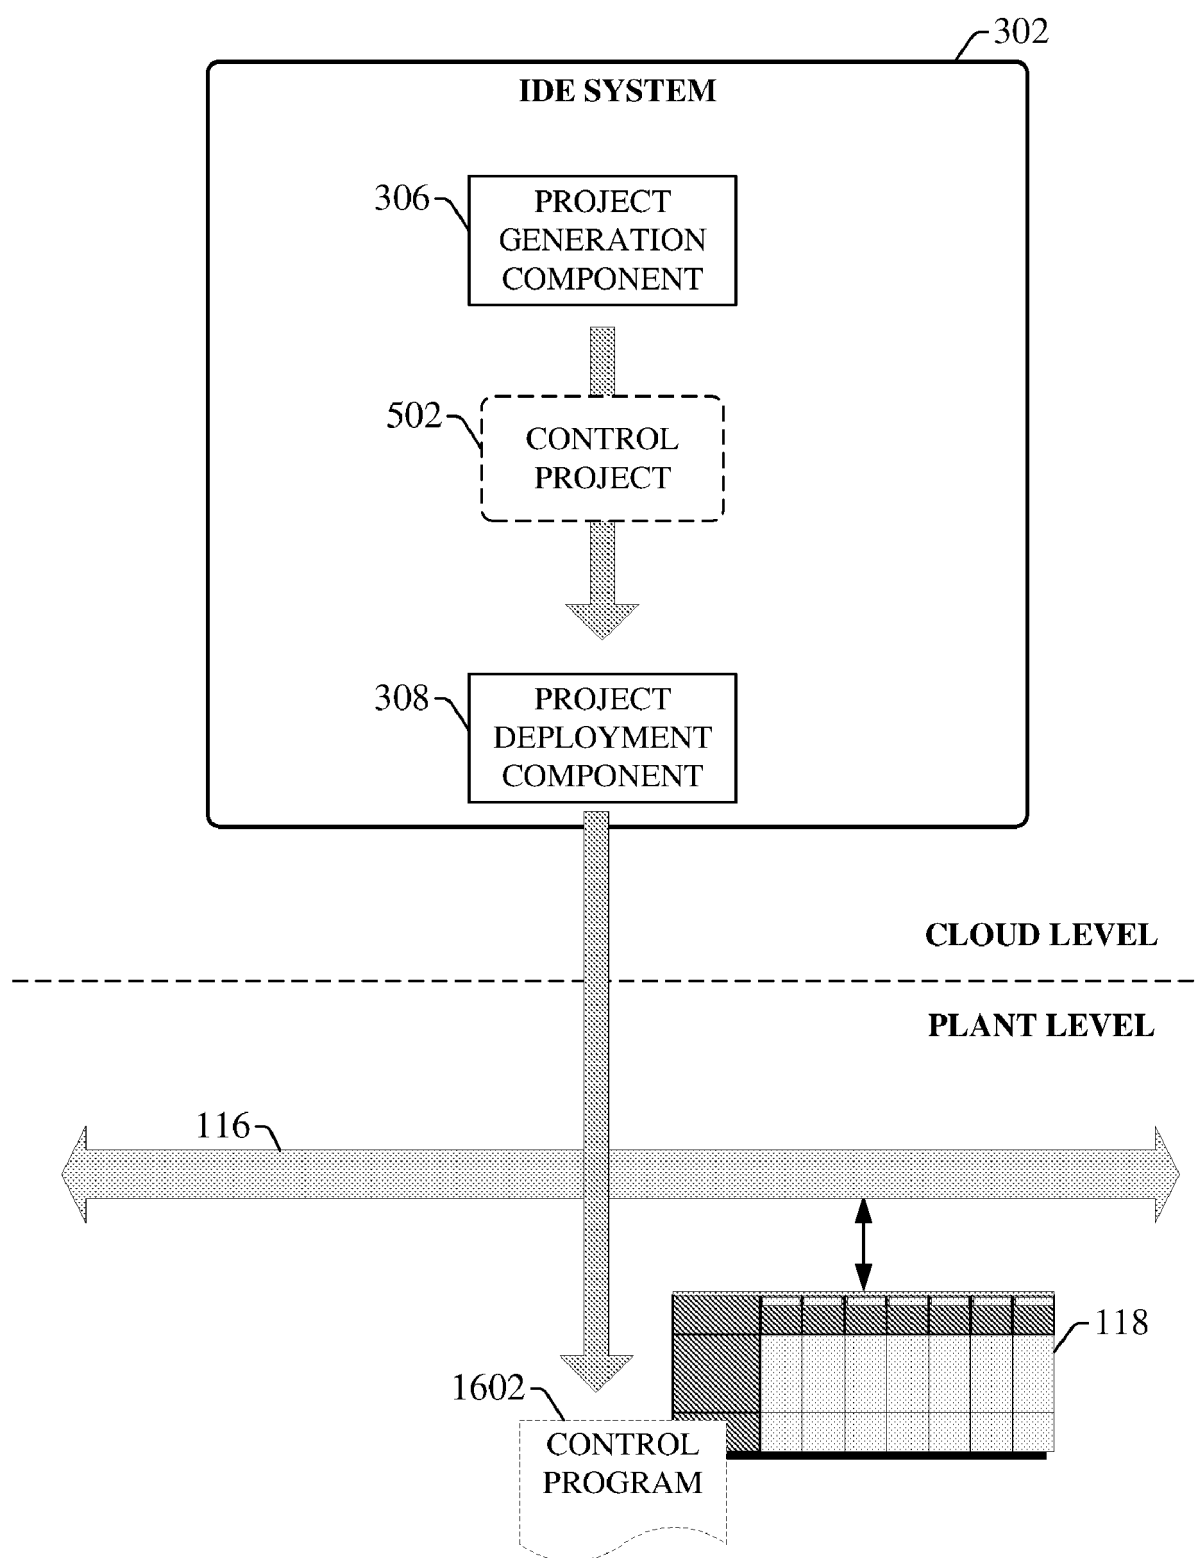 302
IDE SYSTEM
306
PROJECT
GENERATION
COMPONENT
502
CONTROL
PROJECT
308
PROJECT
DEPLOYMENT
COMPONENT
CLOUD LEVEL
PLANT LEVEL
116
118
1602
CONTROL
PROGRAM